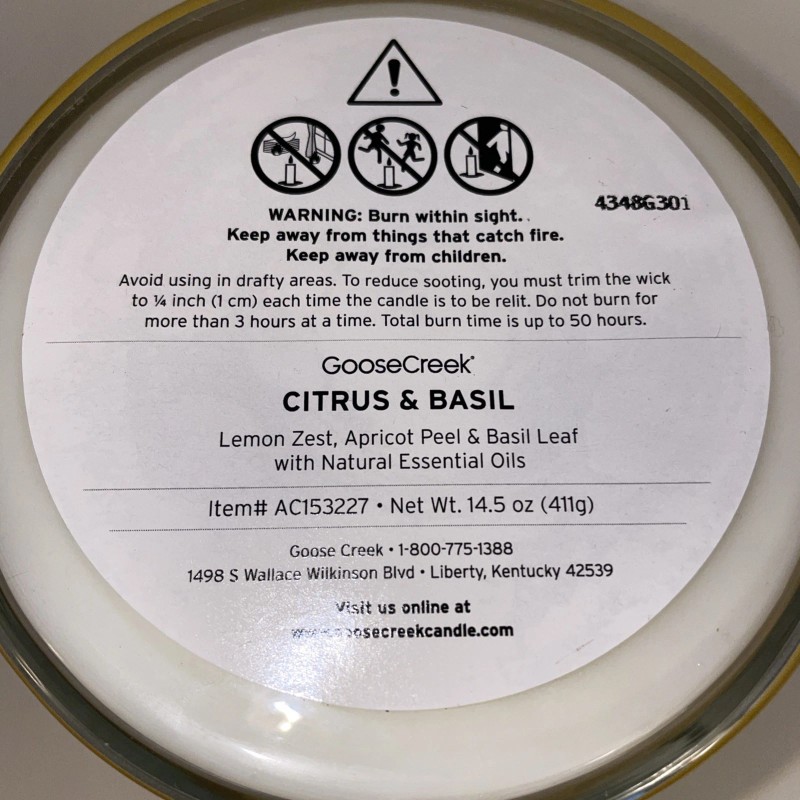 4348G301
WARNING: Burn within sight.
Keep away from things that catch fire.
Keep away from children.
Avoid using in drafty areas. To reduce sooting, you must trim the wick
to ¼ inch (1 cm) each time the candle is to be relit. Do not burn for
more than 3 hours at a time. Total burn time is up to 50 hours.
GooseCreek®
CITRUS & BASIL
Lemon Zest, Apricot Peel & Basil Leaf
with Natural Essential Oils
Item# AC153227 • Net Wt. 14.5 oz (411g)
Goose Creek • 1-800-775-1388
1498 S Wallace Wilkinson Blvd • Liberty, Kentucky 42539
Visit us online at
www.goosecreekcandle.com